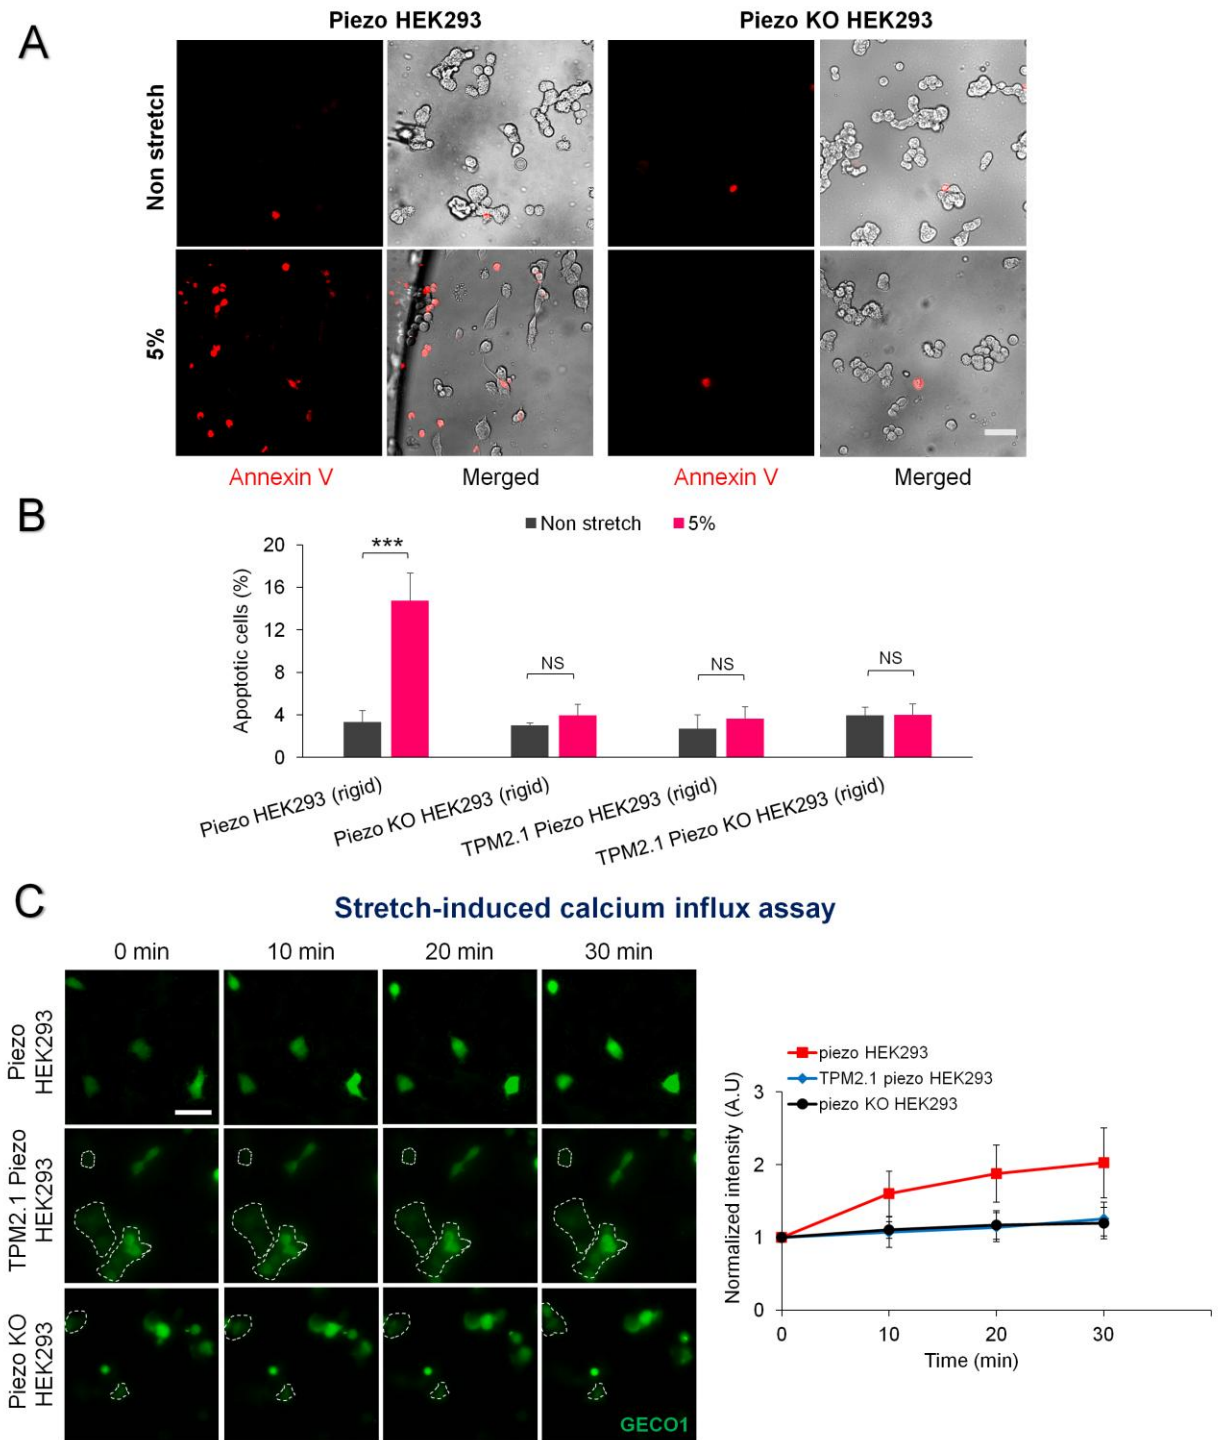 A
Piezo HEK293
Piezo KO HEK293
Non stretch
5%
Annexin V
Merged
Annexin V
Merged
B
Non stretch
5%
***
NS
NS
NS
Apoptotic cells (%)
20
16
12
8
4
0
Piezo HEK293 (rigid)
Piezo KO HEK293 (rigid)
TPM2.1 Piezo HEK293 (rigid)
TPM2.1 Piezo KO HEK293 (rigid)
C
Stretch-induced calcium influx assay
0 min
10 min
20 min
30 min
Piezo
HEK293
TPM2.1 Piezo
HEK293
Piezo KO
HEK293
GECO1
piezo HEK293
TPM2.1 piezo HEK293
piezo KO HEK293
Normalized intensity (A.U)
3
2
1
0
0
10
20
30
Time (min)